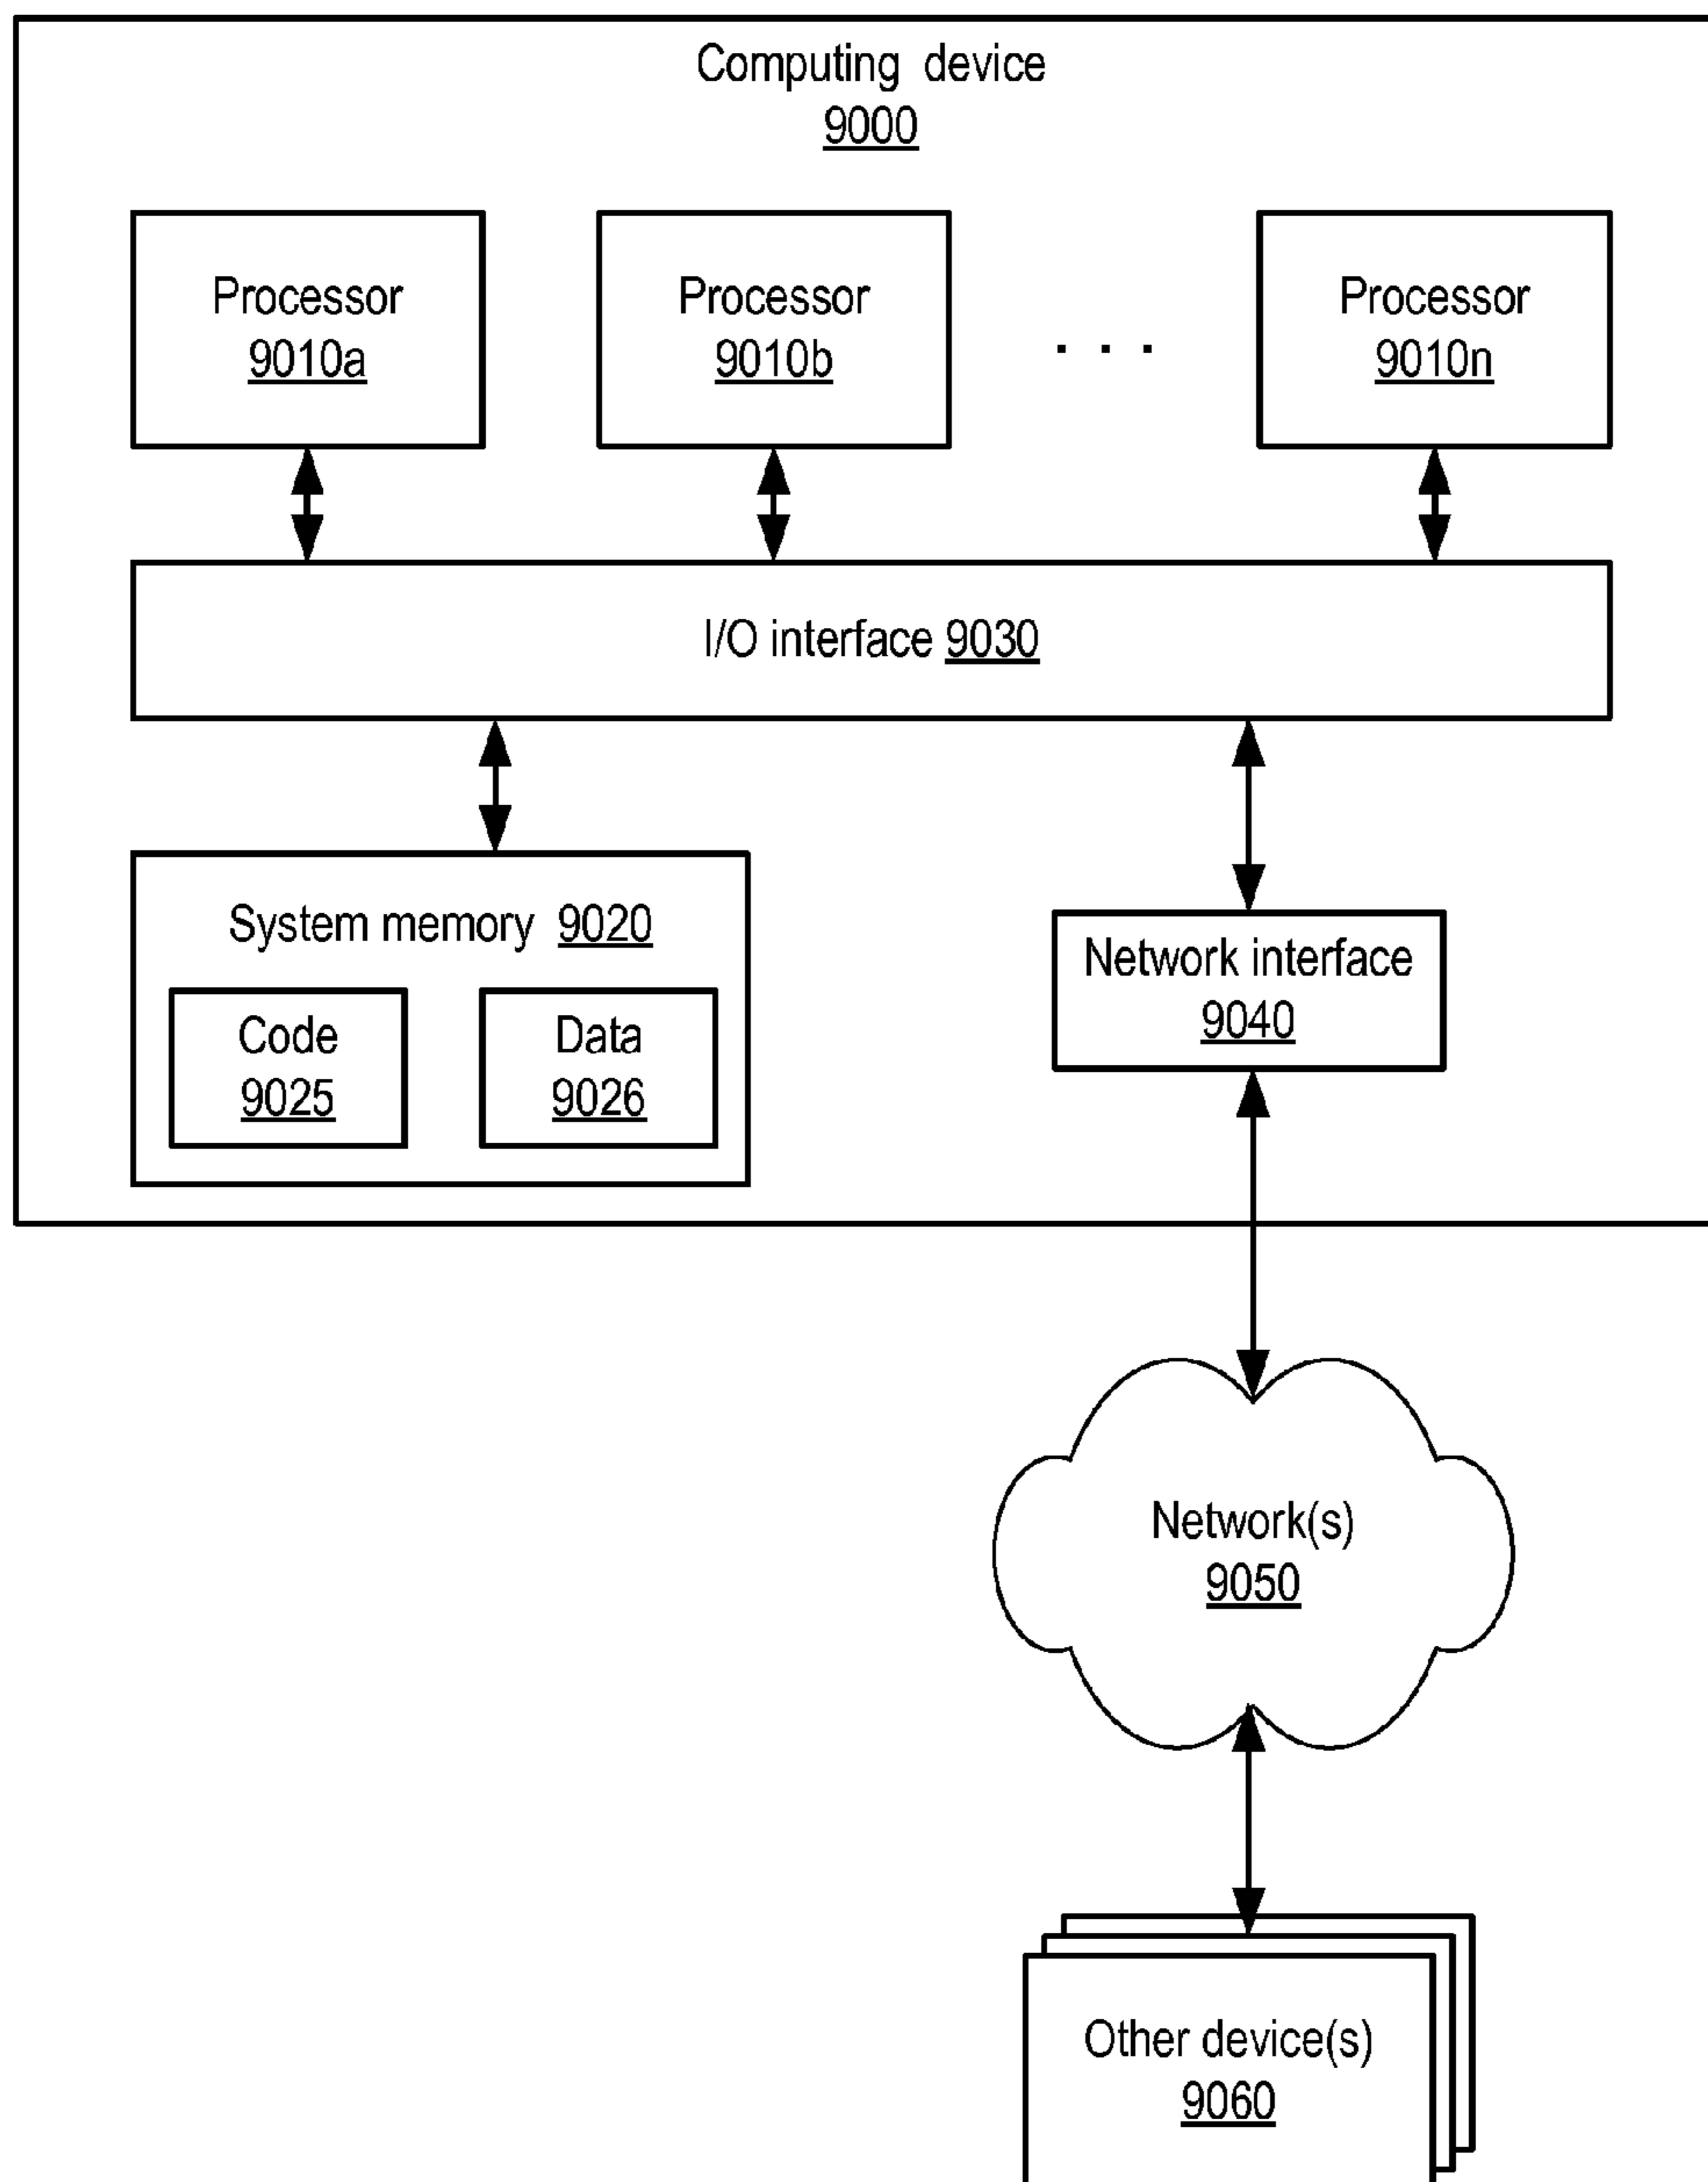 Computing device
9000
Processor
9010a
Processor
9010b
. . .
Processor
9010n
I/O interface 9030
System memory 9020
Code
9025
Data
9026
Network interface
9040
Network(s)
9050
Other device(s)
9060